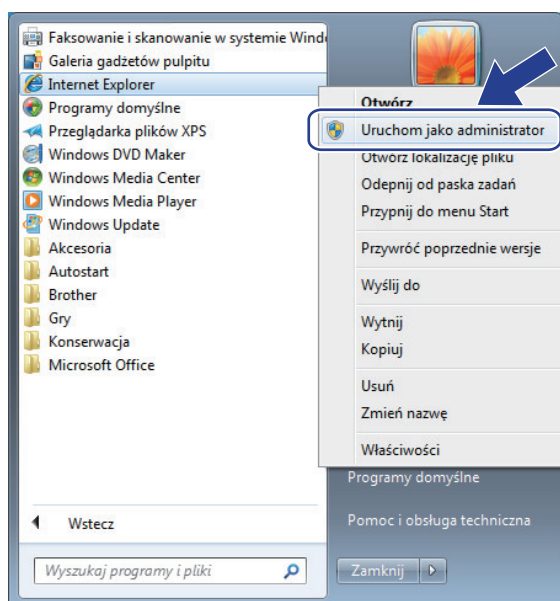 Faksowanie i skanowanie w systemie Windo
Galeria gadżetów pulpitu
Internet Explorer
Programy domyślne
Przeglądarka plików XPS
Windows DVD Maker
Windows Media Center
Windows Media Player
Windows Update
Akcesoria
Autostart
Brother
Gry
Konserwacja
Microsoft Office
Wstecz
Wyszukaj programy i pliki
Otwórz
Uruchom jako administrator
Otwórz lokalizację pliku
Odepnij od paska zadań
Przypnij do menu Start
Przywróć poprzednie wersje
Wyślij do
Wytnij
Kopiuj
Usuń
Zmień nazwę
Właściwości
Programy domyślne
Pomoc i obsługa techniczna
Zamknij